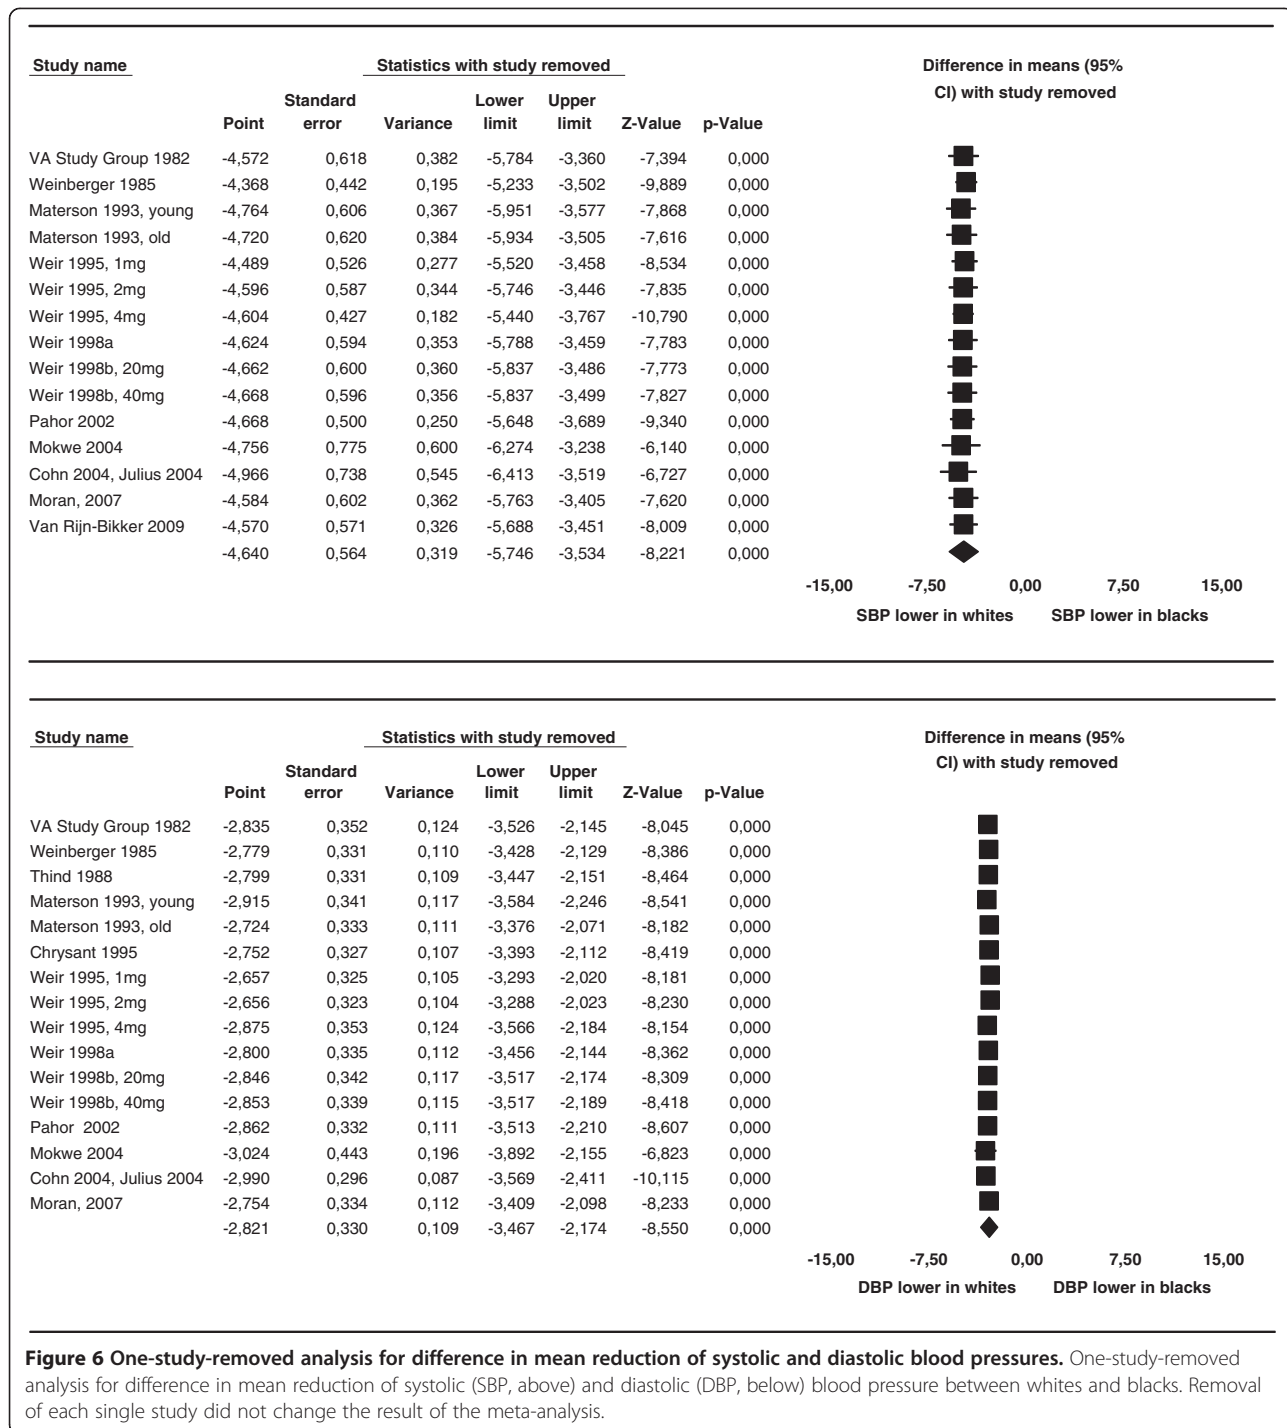 Study name Statistics with study removed Difference in means (95%
CI) with study removed
Standard Lower Upper
Point error Variance limit limit Z-Value p-Value
VA Study Group 1982 -4,572 0,618 0,382 -5,784 -3,360 -7,394 0,000
Weinberger 1985 -4,368 0,442 0,195 -5,233 -3,502 -9,889 0,000
Materson 1993, young -4,764 0,606 0,367 -5,951 -3,577 -7,868 0,000
Materson 1993, old -4,720 0,620 0,384 -5,934 -3,505 -7,616 0,000
Weir 1995, 1mg -4,489 0,526 0,277 -5,520 -3,458 -8,534 0,000
Weir 1995, 2mg -4,596 0,587 0,344 -5,746 -3,446 -7,835 0,000
Weir 1995, 4mg -4,604 0,427 0,182 -5,440 -3,767 -10,790 0,000
Weir 1998a -4,624 0,594 0,353 -5,788 -3,459 -7,783 0,000
Weir 1998b, 20mg -4,662 0,600 0,360 -5,837 -3,486 -7,773 0,000
Weir 1998b, 40mg -4,668 0,596 0,356 -5,837 -3,499 -7,827 0,000
Pahor 2002 -4,668 0,500 0,250 -5,648 -3,689 -9,340 0,000
Mokwe 2004 -4,756 0,775 0,600 -6,274 -3,238 -6,140 0,000
Cohn 2004, Julius 2004 -4,966 0,738 0,545 -6,413 -3,519 -6,727 0,000
Moran, 2007 -4,584 0,602 0,362 -5,763 -3,405 -7,620 0,000
Van Rijn-Bikker 2009 -4,570 0,571 0,326 -5,688 -3,451 -8,009 0,000
-4,640 0,564 0,319 -5,746 -3,534 -8,221 0,000
-15,00 -7,50 0,00 7,50 15,00
SBP lower in whites SBP lower in blacks
Study name Statistics with study removed Difference in means (95%
CI) with study removed
Standard Lower Upper
Point error Variance limit limit Z-Value p-Value
VA Study Group 1982 -2,835 0,352 0,124 -3,526 -2,145 -8,045 0,000
Weinberger 1985 -2,779 0,331 0,110 -3,428 -2,129 -8,386 0,000
Thind 1988 -2,799 0,331 0,109 -3,447 -2,151 -8,464 0,000
Materson 1993, young -2,915 0,341 0,117 -3,584 -2,246 -8,541 0,000
Materson 1993, old -2,724 0,333 0,111 -3,376 -2,071 -8,182 0,000
Chrysant 1995 -2,752 0,327 0,107 -3,393 -2,112 -8,419 0,000
Weir 1995, 1mg -2,657 0,325 0,105 -3,293 -2,020 -8,181 0,000
Weir 1995, 2mg -2,656 0,323 0,104 -3,288 -2,023 -8,230 0,000
Weir 1995, 4mg -2,875 0,353 0,124 -3,566 -2,184 -8,154 0,000
Weir 1998a -2,800 0,335 0,112 -3,456 -2,144 -8,362 0,000
Weir 1998b, 20mg -2,846 0,342 0,117 -3,517 -2,174 -8,309 0,000
Weir 1998b, 40mg -2,853 0,339 0,115 -3,517 -2,189 -8,418 0,000
Pahor 2002 -2,862 0,332 0,111 -3,513 -2,210 -8,607 0,000
Mokwe 2004 -3,024 0,443 0,196 -3,892 -2,155 -6,823 0,000
Cohn 2004, Julius 2004 -2,990 0,296 0,087 -3,569 -2,411 -10,115 0,000
Moran, 2007 -2,754 0,334 0,112 -3,409 -2,098 -8,233 0,000
-2,821 0,330 0,109 -3,467 -2,174 -8,550 0,000
-15,00 -7,50 0,00 7,50 15,00
DBP lower in whites DBP lower in blacks
Figure 6 One-study-removed analysis for difference in mean reduction of systolic and diastolic blood pressures. One-study-removed
analysis for difference in mean reduction of systolic (SBP, above) and diastolic (DBP, below) blood pressure between whites and blacks. Removal
of each single study did not change the result of the meta-analysis.